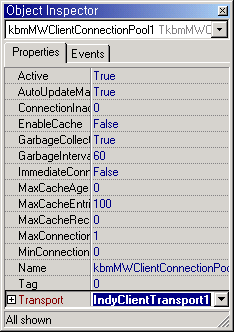 Object Inspector
kbmMWClientConnectionPool1 TkbmMWC
Properties Events
Active True
AutoUpdateMa True
ConnectionInac 0
EnableCache False
GarbageCollect True
GarbageInterva 60
ImmediateConn False
MaxCacheAge 0
MaxCacheEntri 100
MaxCacheRec 0
MaxConnection 1
MinConnection 0
Name kbmMWClientConnectionPoo
Tag 0
Transport IndyClientTransport1
All shown